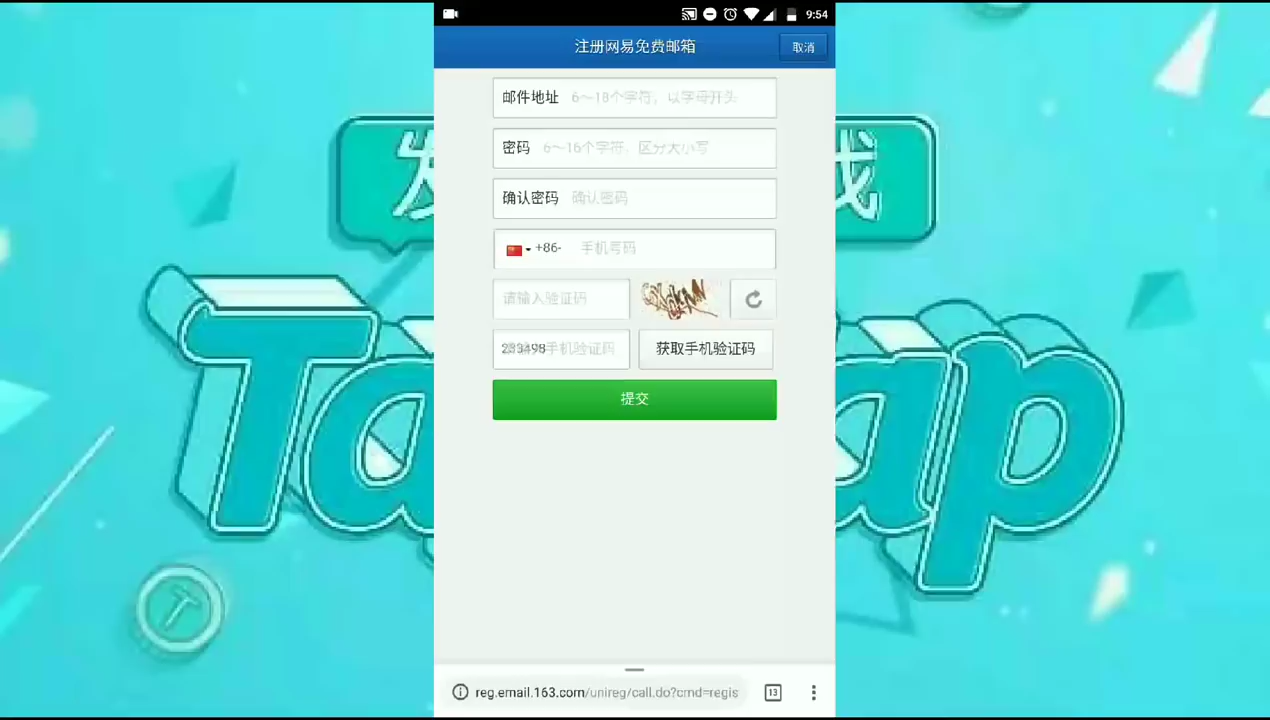 9:54
注册网易免费邮箱
取消
邮件地址 6～18个字符，以字母开头
密码 6～16个字符，区分大小写
确认密码 确认密码
+86- 手机号码
请输入验证码
手机验证码
获取手机验证码
提交
reg.email.163.com/unireg/call.do?cmd=regis
13